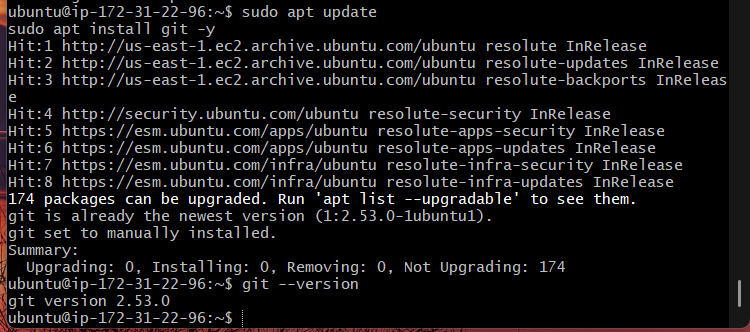 ubuntu@ip-172-31-22-96:~$ sudo apt update
sudo apt install git -y
Hit:1 http://us-east-1.ec2.archive.ubuntu.com/ubuntu resolute InRelease
Hit:2 http://us-east-1.ec2.archive.ubuntu.com/ubuntu resolute-updates InRelease
Hit:3 http://us-east-1.ec2.archive.ubuntu.com/ubuntu resolute-backports InReleas
e
Hit:4 http://security.ubuntu.com/ubuntu resolute-security InRelease
Hit:5 https://esm.ubuntu.com/apps/ubuntu resolute-apps-security InRelease
Hit:6 https://esm.ubuntu.com/apps/ubuntu resolute-apps-updates InRelease
Hit:7 https://esm.ubuntu.com/infra/ubuntu resolute-infra-security InRelease
Hit:8 https://esm.ubuntu.com/infra/ubuntu resolute-infra-updates InRelease
174 packages can be upgraded. Run 'apt list --upgradable' to see them.
git is already the newest version (1:2.53.0-1ubuntu1).
git set to manually installed.
Summary:
  Upgrading: 0, Installing: 0, Removing: 0, Not Upgrading: 174
ubuntu@ip-172-31-22-96:~$ git --version
git version 2.53.0
ubuntu@ip-172-31-22-96:~$